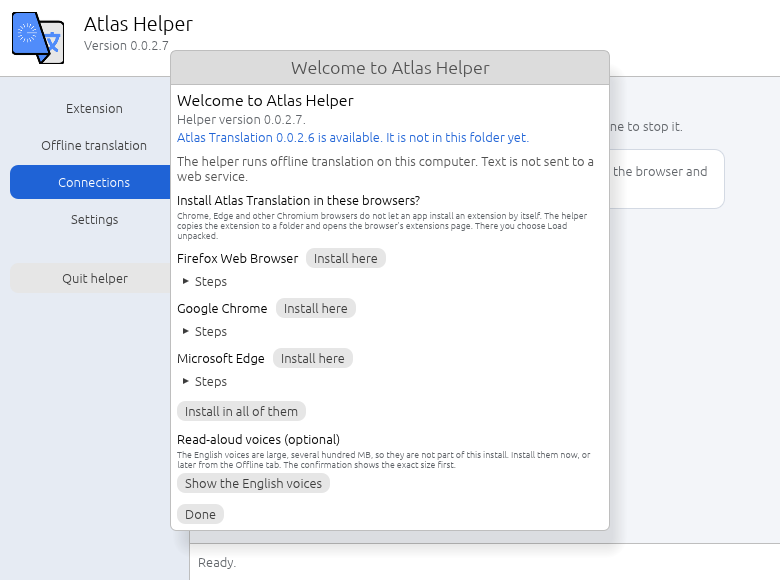 Atlas Helper
Version 0.0.2.7
Welcome to Atlas Helper
Extension
Offline translation
Connections
Settings
Quit helper
ne to stop it.
the browser and
Welcome to Atlas Helper
Helper version 0.0.2.7.
Atlas Translation 0.0.2.6 is available. It is not in this folder yet.
The helper runs offline translation on this computer. Text is not sent to a
web service.
Install Atlas Translation in these browsers?
Chrome, Edge and other Chromium browsers do not let an app install an extension by itself. The helper
copies the extension to a folder and opens the browser's extensions page. There you choose Load
unpacked.
Firefox Web Browser Install here
Steps
Google Chrome Install here
Steps
Microsoft Edge Install here
Steps
Install in all of them
Read-aloud voices (optional)
The English voices are large, several hundred MB, so they are not part of this install. Install them now, or
later from the Offline tab. The confirmation shows the exact size first.
Show the English voices
Done
Ready.